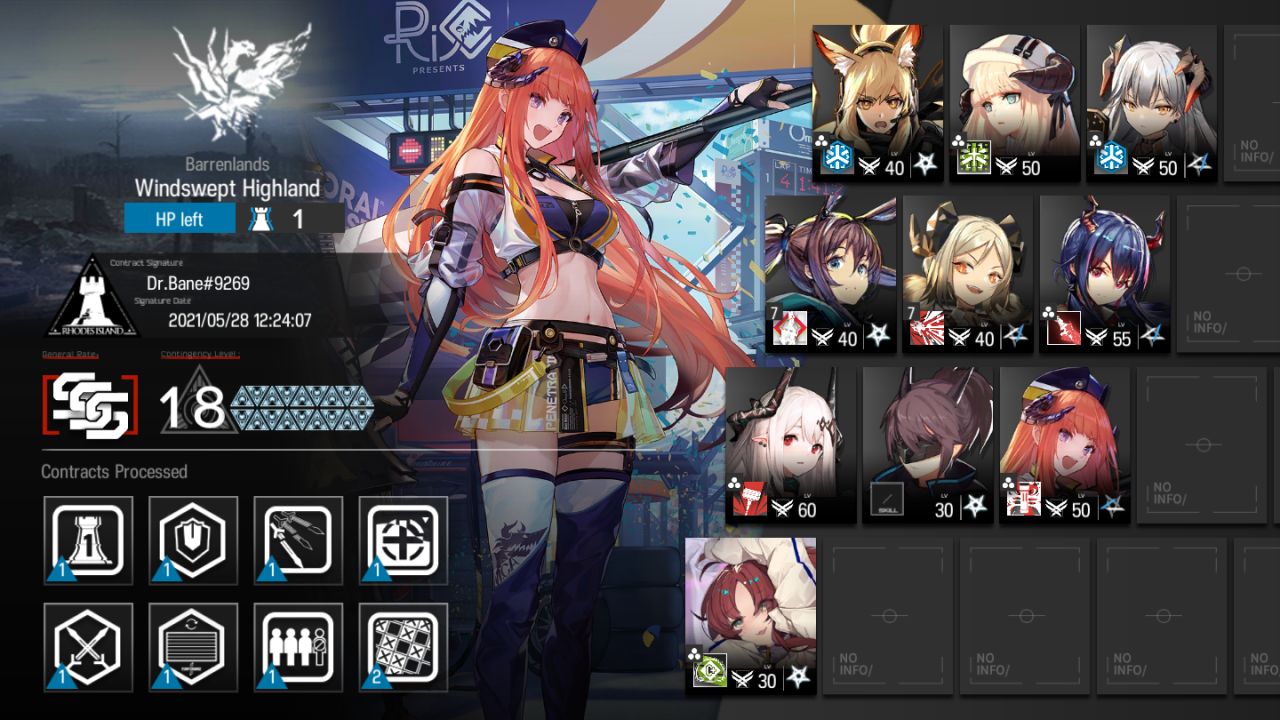 RiSC
PRESENTS
Barrenlands
Windswept Highland
HP left 1
Contract Signature
Dr.Bane#9269
Signature Date
2021/05/28 12:24:07
RHODES ISLAND
General Rate:
Contingency Level:
18
Contracts Processed
1
1 1 1 1
1 1 1 2
LV
40
LV
50
LV
50
NO
INFO/
7
LV
40
7
LV
40
LV
55
NO
INFO/
LV
60
SKILL
LV
30
LV
50
NO
INFO/
LV
30
NO
INFO/
NO
INFO/
NO
INFO/
NO
INFO/